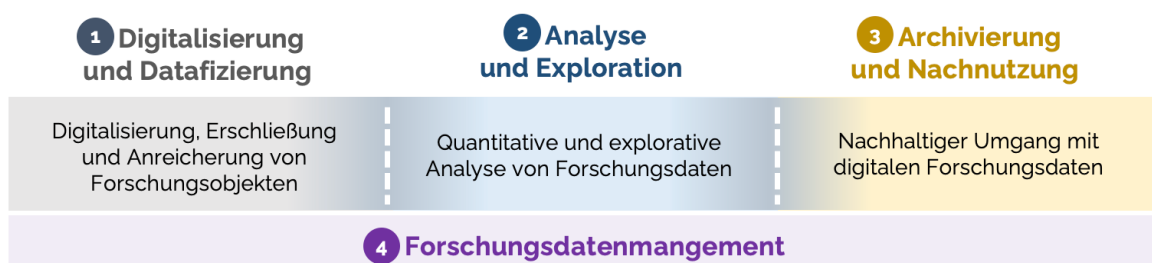 1 Digitalisierung
und Datafizierung
2 Analyse
und Exploration
3 Archivierung
und Nachnutzung
Digitalisierung, Erschließung
und Anreicherung von
Forschungsobjekten
Quantitative und explorative
Analyse von Forschungsdaten
Nachhaltiger Umgang mit
digitalen Forschungsdaten
4 Forschungsdatenmangement